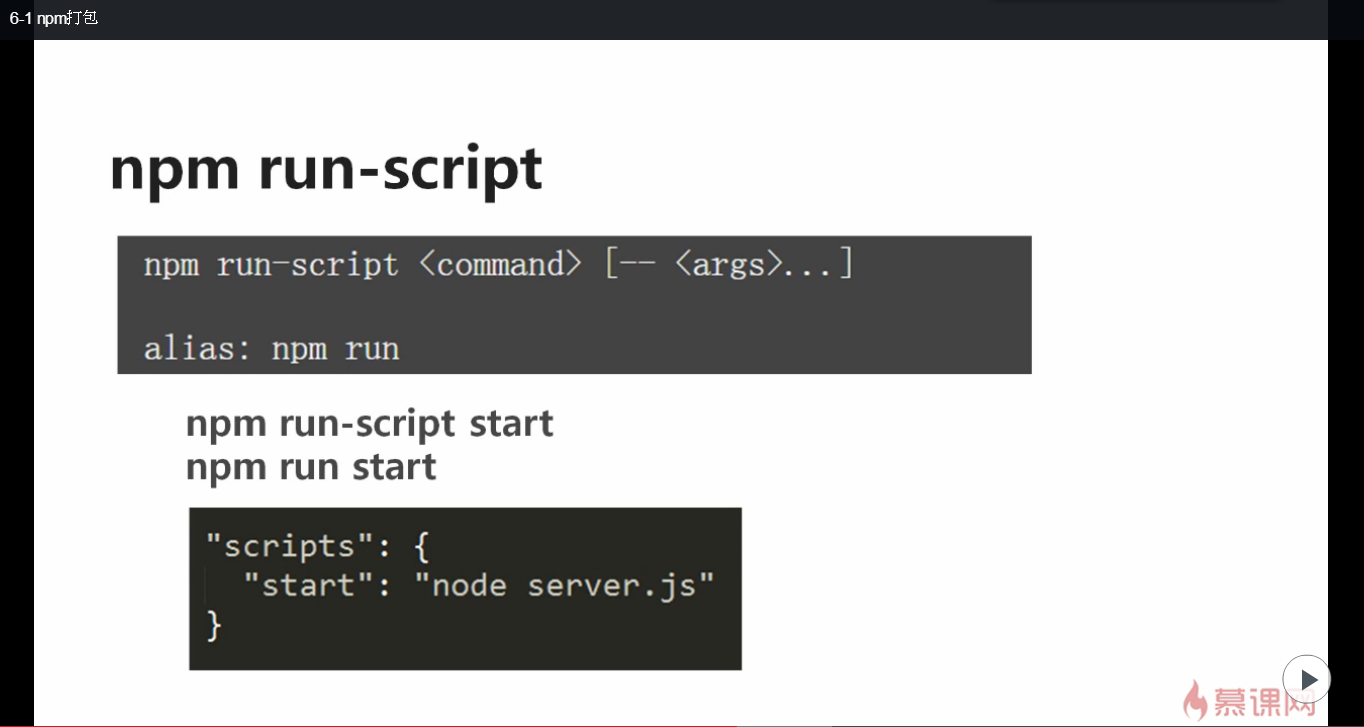 6-1 npm打包
npm run-script
npm run-script <command> [-- <args>...]
alias: npm run
npm run-script start
npm run start
"scripts": {
"start": "node server.js"
}
慕课网